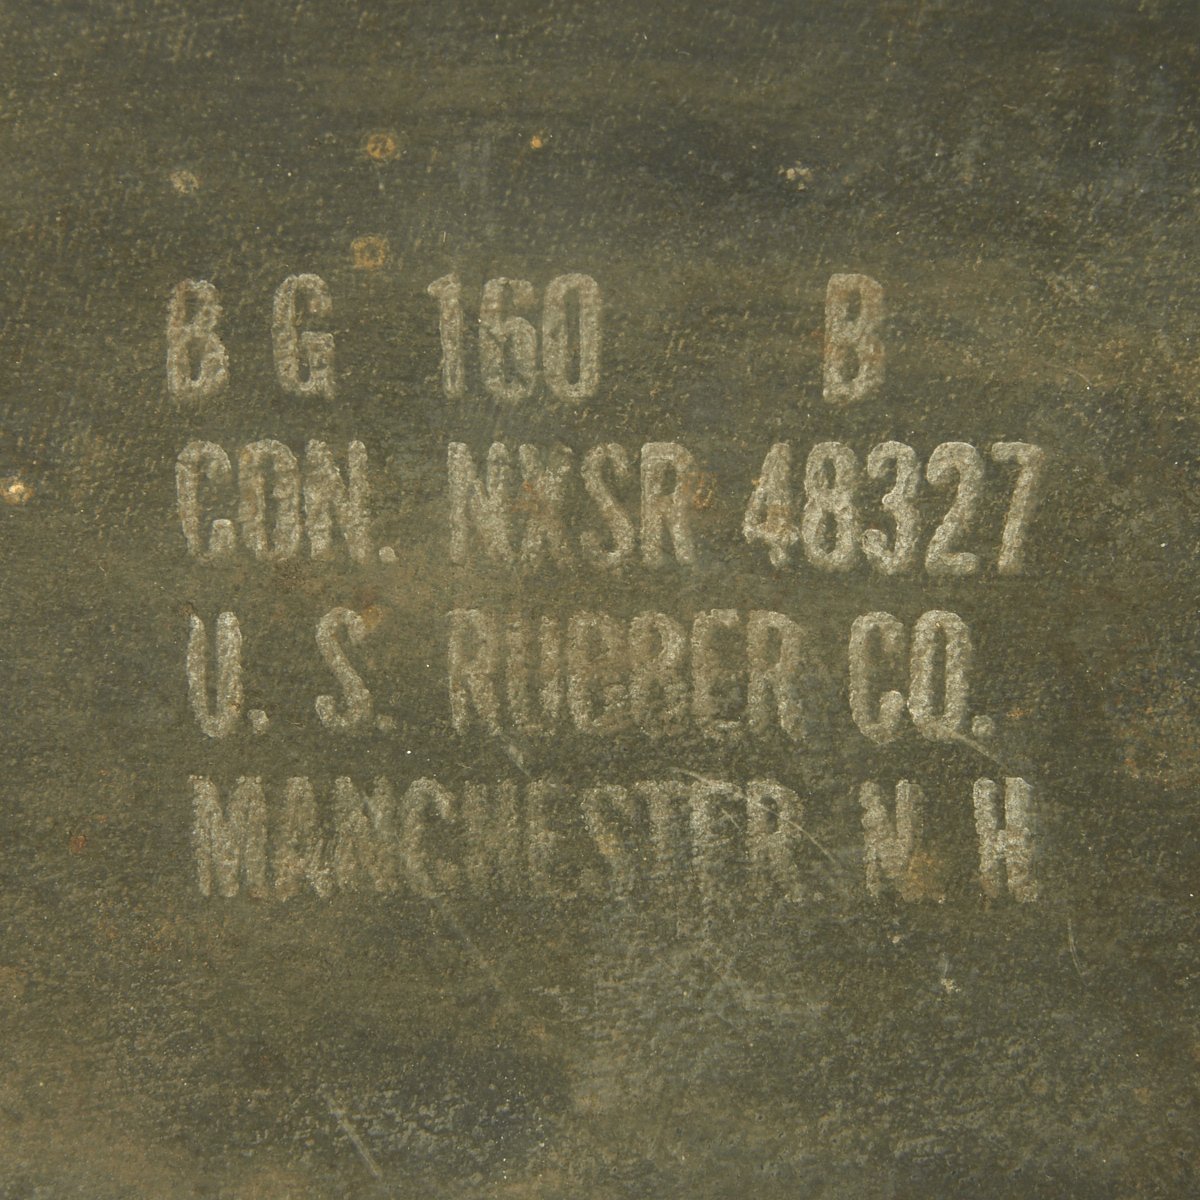 B G 160 B
CON. NXSR 48327
U. S. RUBBER CO.
MANCHESTER. N H